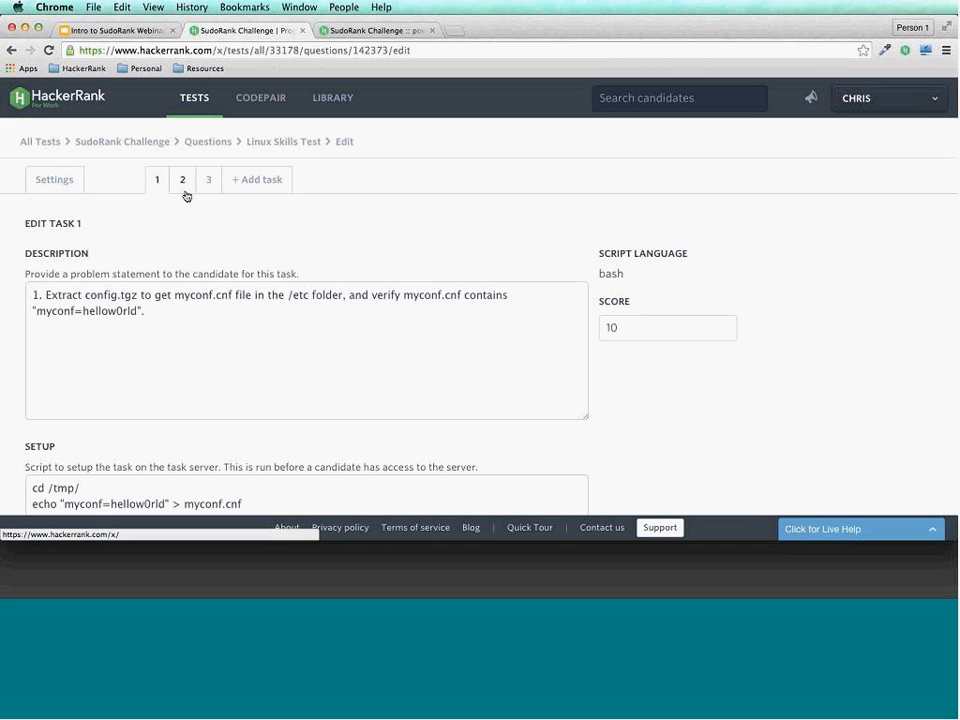 Chrome File Edit View History Bookmarks Window People Help
Intro to SudoRank Webina
SudoRank Challenge | Pro
SudoRank Challenge :: po
Person 1
https://www.hackerrank.com/x/tests/all/33178/questions/142373/edit
Apps HackerRank Personal Resources
HackerRank
For Work
TESTS CODEPAIR LIBRARY
Search candidates
CHRIS
All Tests > SudoRank Challenge > Questions > Linux Skills Test > Edit
Settings 1 2 3 + Add task
EDIT TASK 1
DESCRIPTION
Provide a problem statement to the candidate for this task.
1. Extract config.tgz to get myconf.cnf file in the /etc folder, and verify myconf.cnf contains
"myconf=hellow0rld".
SCRIPT LANGUAGE
bash
SCORE
10
SETUP
Script to setup the task on the task server. This is run before a candidate has access to the server.
cd /tmp/
echo "myconf=hellow0rld" > myconf.cnf
About Privacy policy Terms of service Blog | Quick Tour | Contact us Support
Click for Live Help
https://www.hackerrank.com/x/